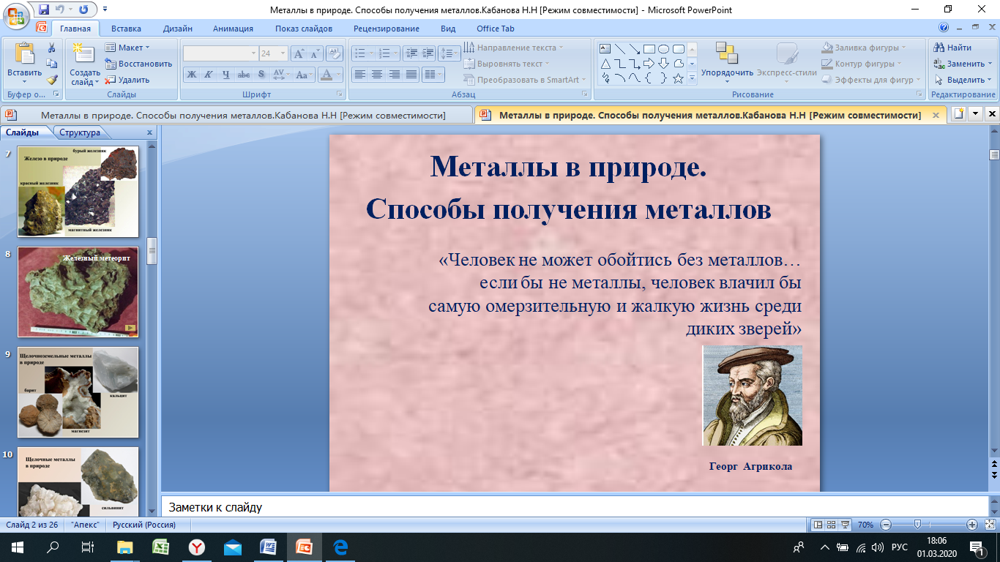 Металлы в природе. Способы получения металлов.Кабанова Н.Н [Режим совместимости] - Microsoft PowerPoint
Главная Вставка Дизайн Анимация Показ слайдов Рецензирование Вид Office Tab
Вставить
Буфер о...
Создать слайд
Макет
Восстановить
Удалить
Слайды
24
Ж К Ч abc S AV Aa А
Шрифт
Направление текста
Выровнять текст
Преобразовать в SmartArt
Абзац
Упорядочить
Экспресс-стили
Заливка фигуры
Контур фигуры
Эффекты для фигур
Рисование
Найти
Заменить
Выделить
Редактирование
Металлы в природе. Способы получения металлов.Кабанова Н.Н [Режим совместимости]
Металлы в природе. Способы получения металлов.Кабанова Н.Н [Режим совместимости]
Слайды Структура
7
бурый железняк
Железо в природе
красный железняк
магнитный железняк
8
Железный метеорит
9
Щелочноземельные металлы
в природе
барит
кальцит
магнезит
10
Щелочные металлы
в природе
сильвинит
Металлы в природе.
Способы получения металлов
«Человек не может обойтись без металлов…
если бы не металлы, человек влачил бы
самую омерзительную и жалкую жизнь среди
диких зверей»
Георг Агрикола
Заметки к слайду
Слайд 2 из 26 "Апекс" Русский (Россия) 70%
РУС
18:06
01.03.2020
1